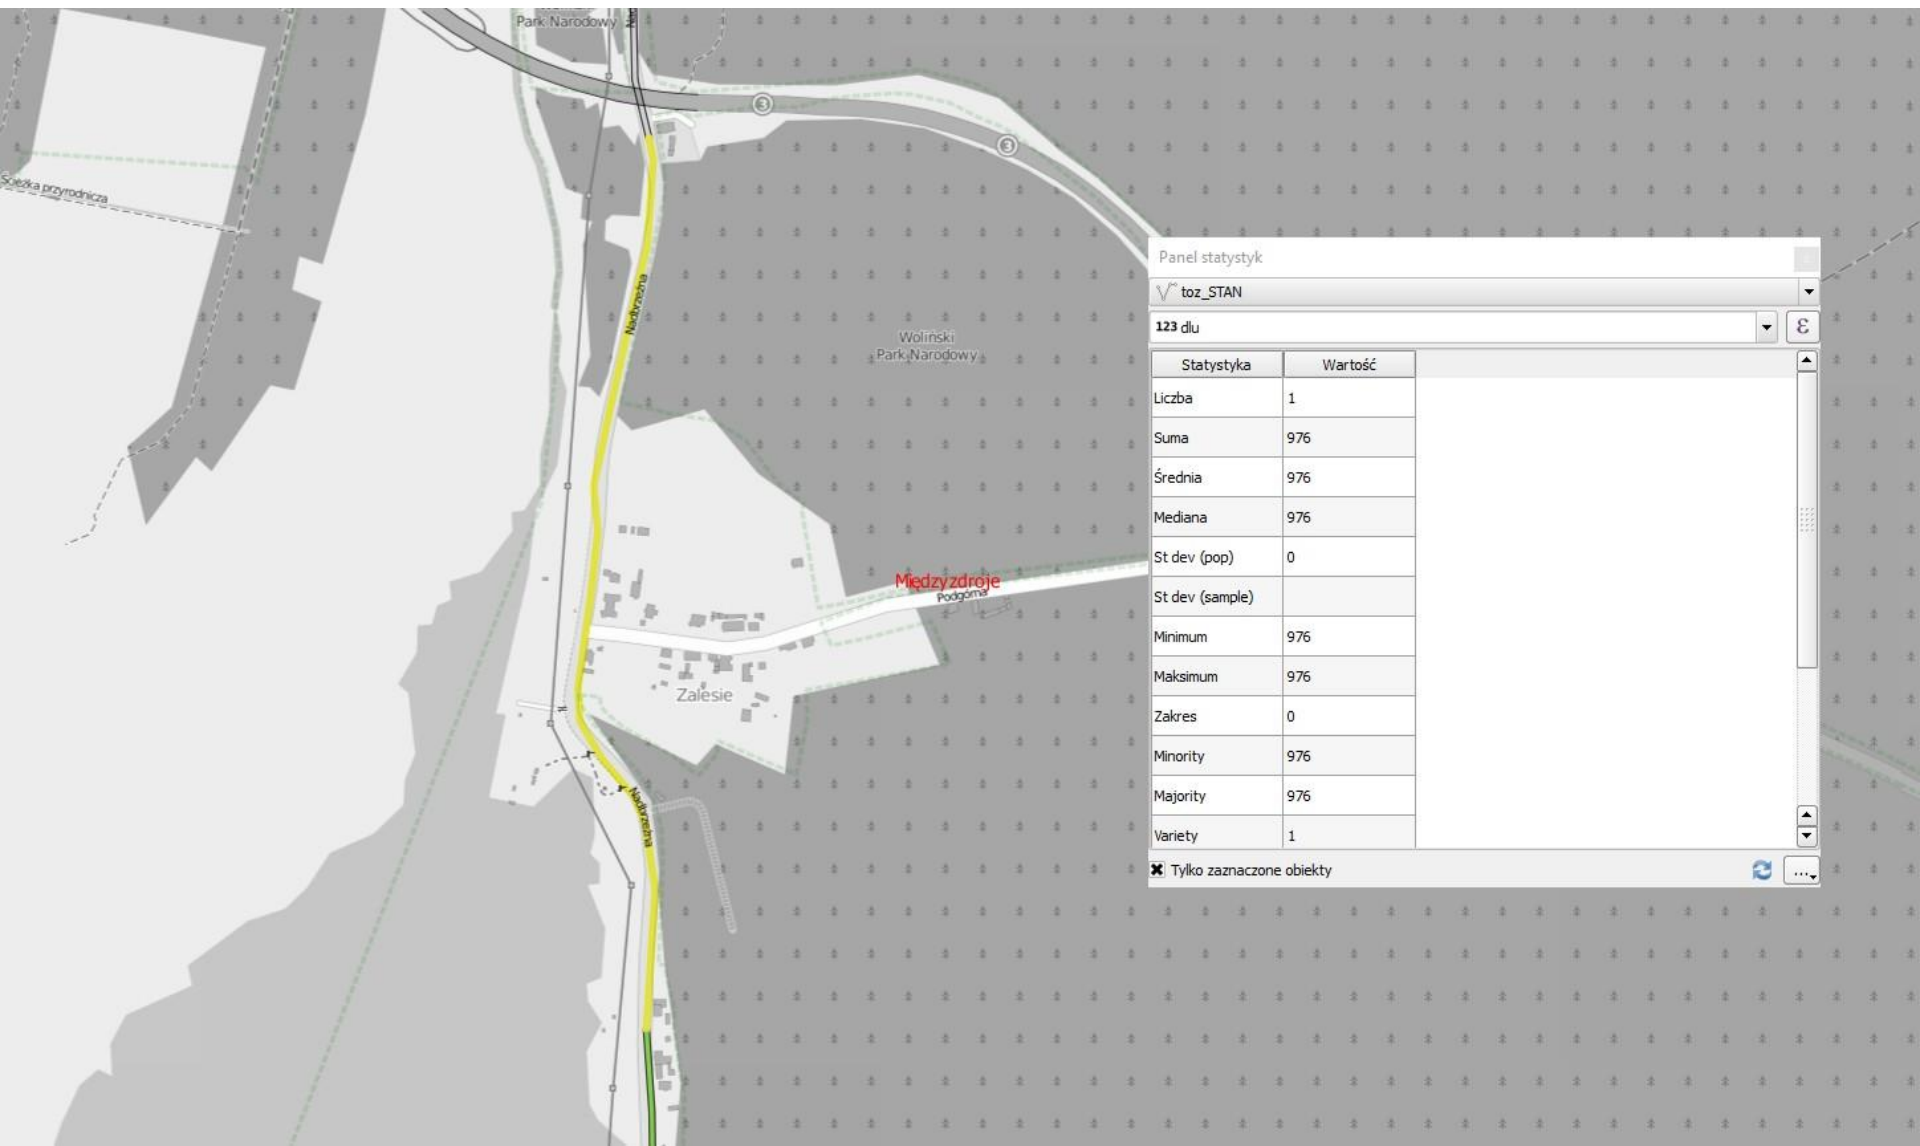 Park Narodowy
3
3
Ścieżka przyrodnicza
Nadbrzeżna
Woliński
Park Narodowy
Międzyzdroje
Podgórna
Zalesie
Nadbrzeżna
Panel statystyk
toz_STAN
123 dlu
ε
Statystyka Wartość
Liczba 1
Suma 976
Średnia 976
Mediana 976
St dev (pop) 0
St dev (sample)
Minimum 976
Maksimum 976
Zakres 0
Minority 976
Majority 976
Variety 1
Tylko zaznaczone obiekty
...